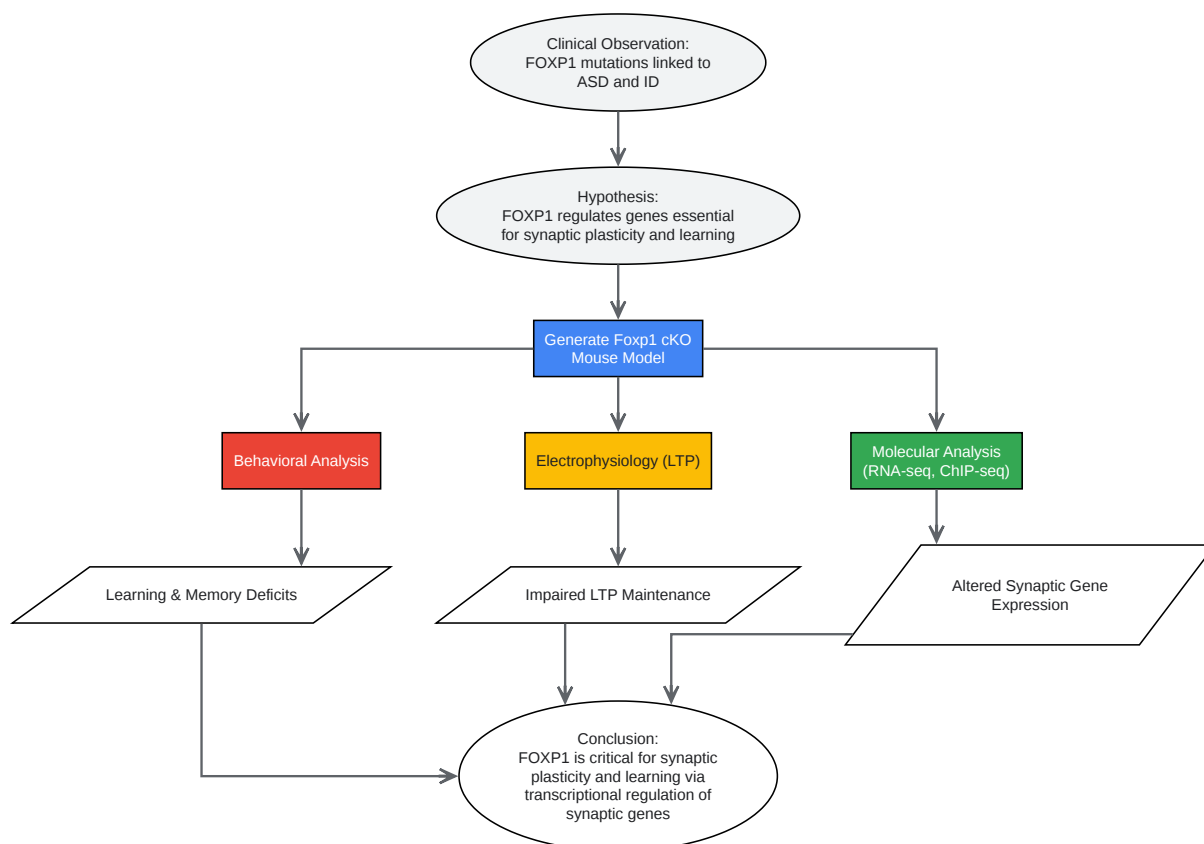 Clinical Observation:
FOXP1 mutations linked to
ASD and ID
Hypothesis:
FOXP1 regulates genes essential
for synaptic plasticity and learning
Generate Foxp1 cKO
Mouse Model
Behavioral Analysis
Electrophysiology (LTP)
Molecular Analysis
(RNA-seq, ChIP-seq)
Learning & Memory Deficits
Impaired LTP Maintenance
Altered Synaptic Gene
Expression
Conclusion:
FOXP1 is critical for synaptic
plasticity and learning via
transcriptional regulation of
synaptic genes